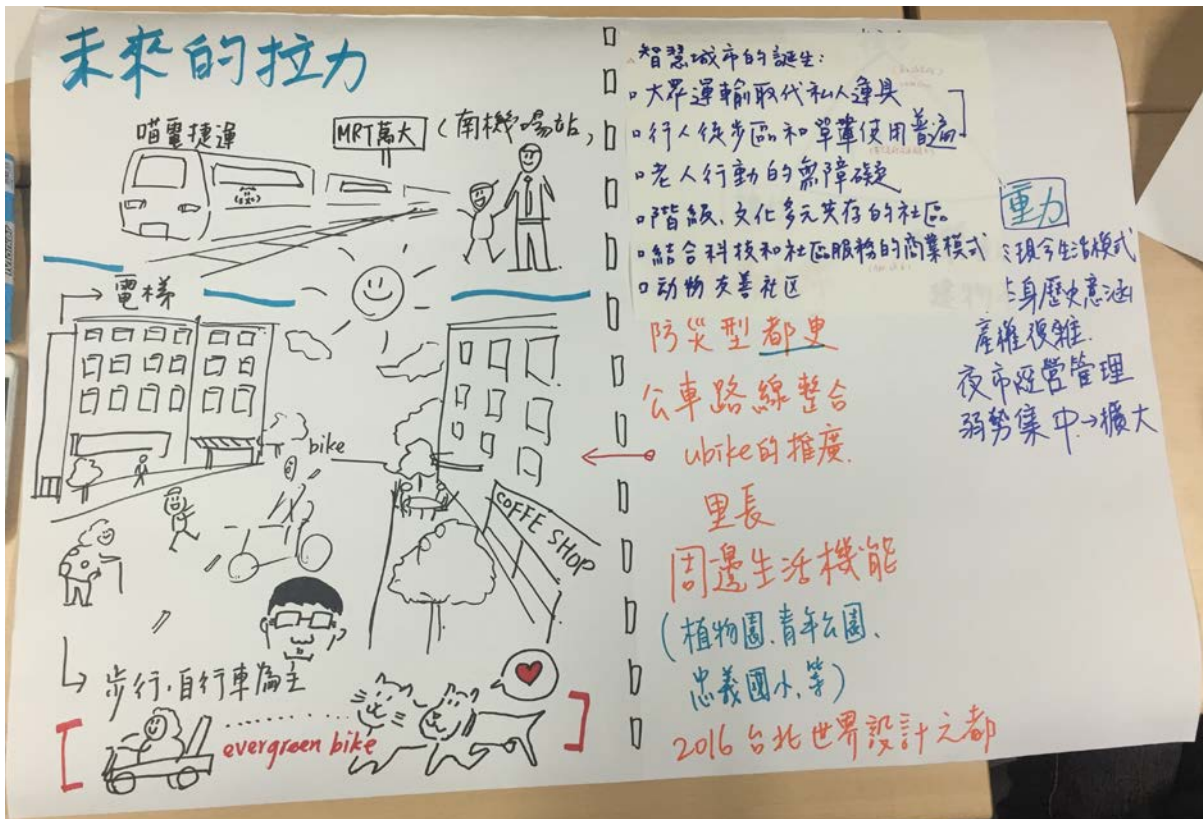 未來的拉力
喵電捷運
MRT萬大
(南機場站)
電梯
bike
COFFE SHOP
步行.自行車為主
evergreen bike
智慧城市的誕生:
大眾運輸取代私人運具
行人徒步區和單車使用普遍
老人行動的無障礙
階級.文化多元共存的社區
結合科技和社區服務的商業模式
动物友善社区
防災型都更
公車路線整合
ubike的推廣.
里長
周邊生活機能
(植物園.青年公園.
忠義國小.等)
2016台北世界設計之都
重力
現今生活模式
身歷史意涵
產權復雜.
夜市經營管理
弱勢集中→擴大